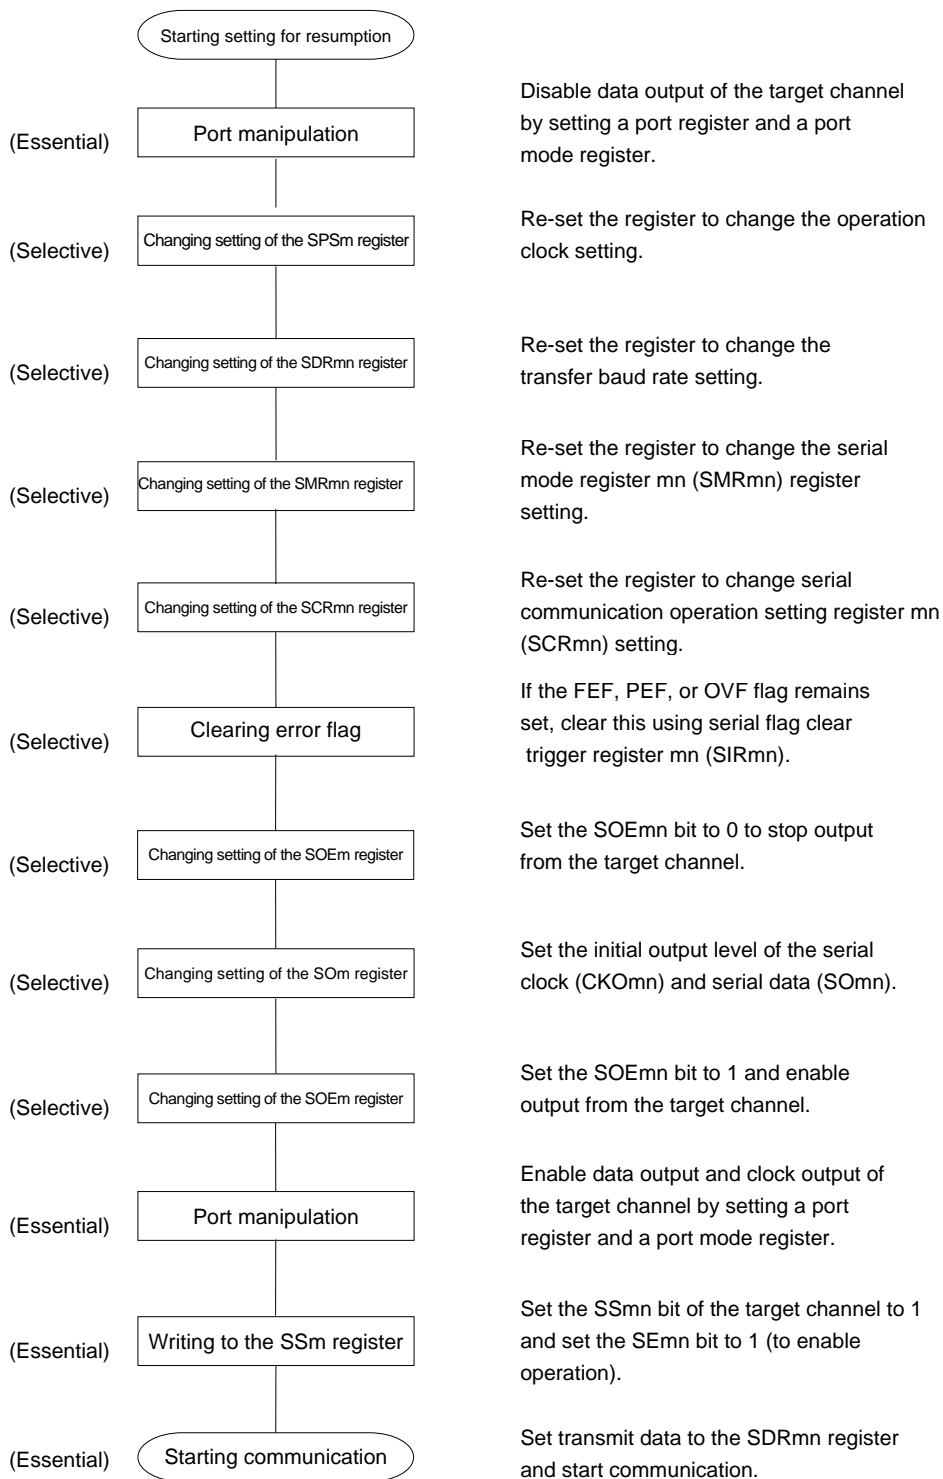 Starting setting for resumption
(Essential)
Port manipulation
Disable data output of the target channel
by setting a port register and a port
mode register.
(Selective)
Changing setting of the SPSm register
Re-set the register to change the operation
clock setting.
(Selective)
Changing setting of the SDRmn register
Re-set the register to change the
transfer baud rate setting.
(Selective)
Changing setting of the SMRmn register
Re-set the register to change the serial
mode register mn (SMRmn) register
setting.
(Selective)
Changing setting of the SCRmn register
Re-set the register to change serial
communication operation setting register mn
(SCRmn) setting.
(Selective)
Clearing error flag
If the FEF, PEF, or OVF flag remains
set, clear this using serial flag clear
trigger register mn (SIRmn).
(Selective)
Changing setting of the SOEm register
Set the SOEmn bit to 0 to stop output
from the target channel.
(Selective)
Changing setting of the SOm register
Set the initial output level of the serial
clock (CKOmn) and serial data (SOmn).
(Selective)
Changing setting of the SOEm register
Set the SOEmn bit to 1 and enable
output from the target channel.
(Essential)
Port manipulation
Enable data output and clock output of
the target channel by setting a port
register and a port mode register.
(Essential)
Writing to the SSm register
Set the SSmn bit of the target channel to 1
and set the SEmn bit to 1 (to enable
operation).
(Essential)
Starting communication
Set transmit data to the SDRmn register
and start communication.